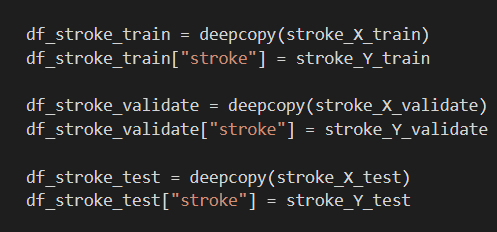 df_stroke_train = deepcopy(stroke_X_train)
df_stroke_train["stroke"] = stroke_Y_train
df_stroke_validate = deepcopy(stroke_X_validate)
df_stroke_validate["stroke"] = stroke_Y_validate
df_stroke_test = deepcopy(stroke_X_test)
df_stroke_test["stroke"] = stroke_Y_test